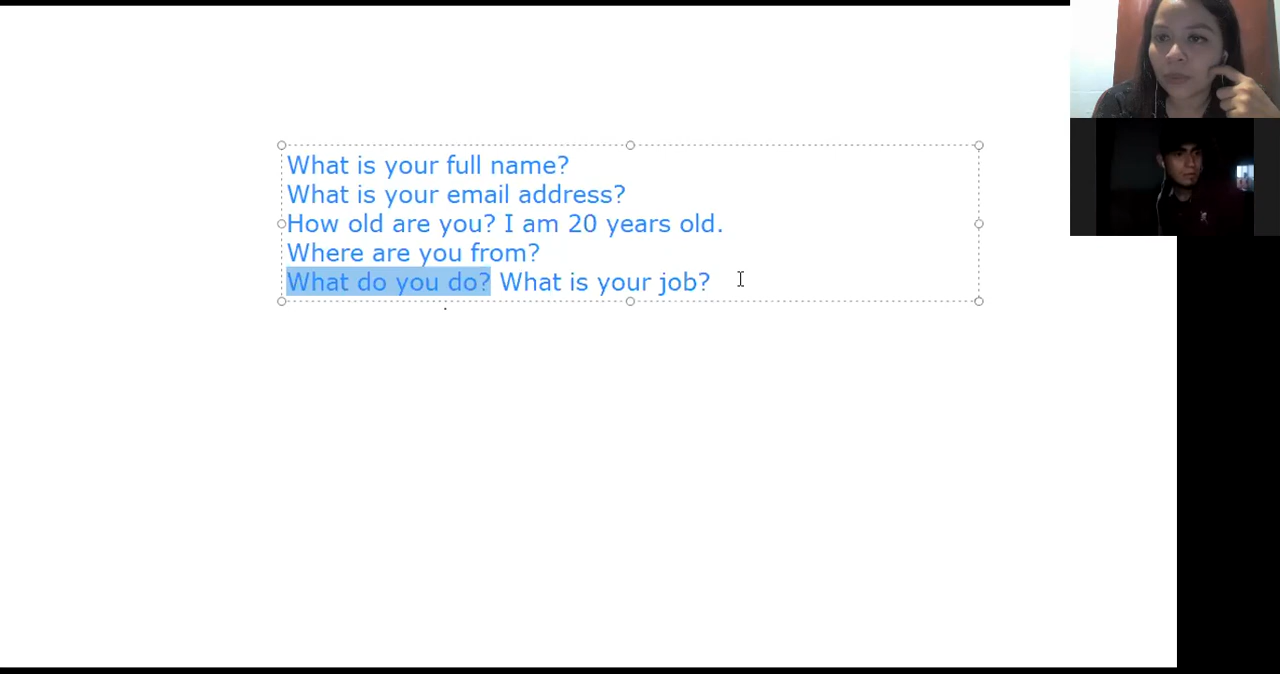 What is your full name?
What is your email address?
How old are you? I am 20 years old.
Where are you from?
What do you do? What is your job?